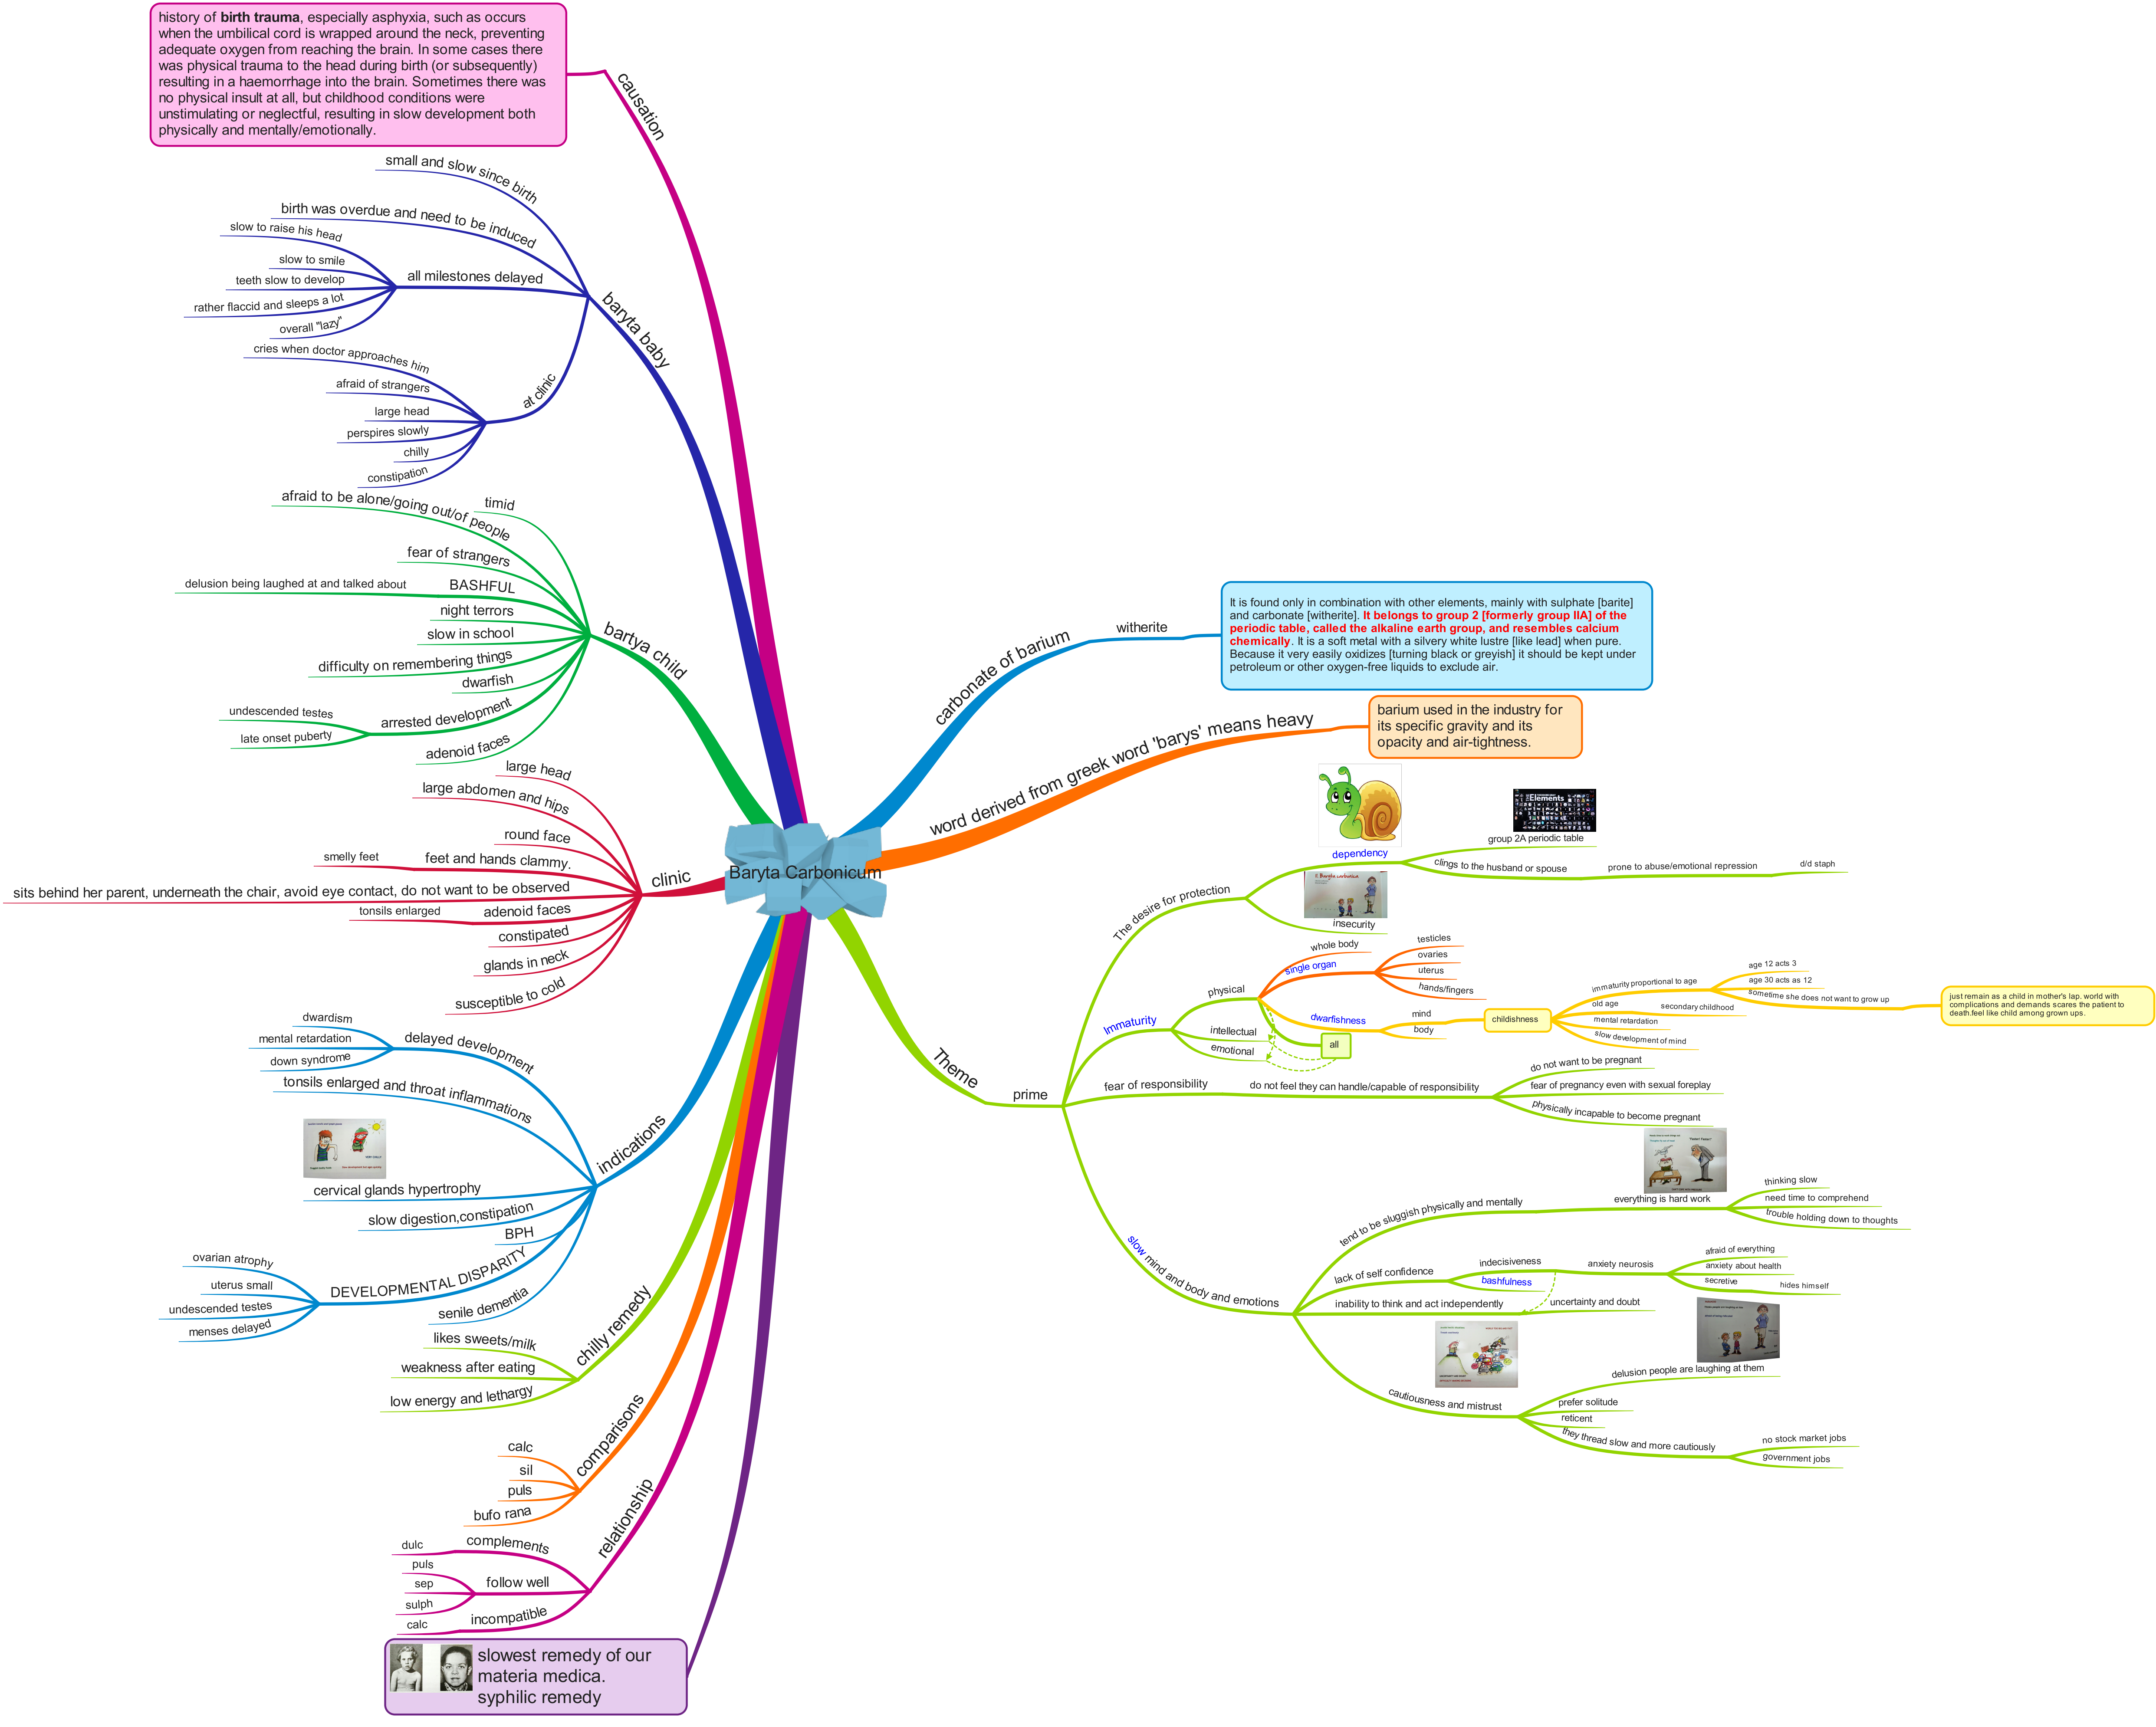 history of birth trauma, especially asphyxia, such as occurs
when the umbilical cord is wrapped around the neck, preventing
adequate oxygen from reaching the brain. In some cases there
was physical trauma to the head during birth (or subsequently)
resulting in a haemorrhage into the brain. Sometimes there was
no physical insult at all, but childhood conditions were
unstimulating or neglectful, resulting in slow development both
physically and mentally/emotionally.
causation
small and slow since birth
birth was overdue and need to be induced
slow to raise his head
slow to smile
teeth slow to develop
rather flaccid and sleeps a lot
overall "lazy"
all milestones delayed
baryta baby
cries when doctor approaches him
afraid of strangers
large head
perspires slowly
chilly
constipation
at clinic
timid
afraid to be alone/going out/of people
fear of strangers
delusion being laughed at and talked about
BASHFUL
night terrors
slow in school
difficulty on remembering things
dwarfish
undescended testes
late onset puberty
arrested development
adenoid faces
bartya child
large head
large abdomen and hips
round face
smelly feet
feet and hands clammy.
sits behind her parent, underneath the chair, avoid eye contact, do not want to be observed
tonsils enlarged
adenoid faces
constipated
glands in neck
susceptible to cold
clinic
Baryta Carbonicum
dwardism
mental retardation
down syndrome
delayed development
tonsils enlarged and throat inflammations
cervical glands hypertrophy
slow digestion,constipation
BPH
ovarian atrophy
uterus small
undescended testes
menses delayed
DEVELOPMENTAL DISPARITY
senile dementia
indications
likes sweets/milk
weakness after eating
low energy and lethargy
chilly remedy
calc
sil
puls
bufo rana
comparisons
dulc
complements
puls
sep
sulph
follow well
calc
incompatible
relationship
slowest remedy of our
materia medica.
syphilic remedy
carbonate of barium
witherite
It is found only in combination with other elements, mainly with sulphate [barite]
and carbonate [witherite]. It belongs to group 2 [formerly group IIA] of the
periodic table, called the alkaline earth group, and resembles calcium
chemically. It is a soft metal with a silvery white lustre [like lead] when pure.
Because it very easily oxidizes [turning black or greyish] it should be kept under
petroleum or other oxygen-free liquids to exclude air.
word derived from greek word 'barys' means heavy
barium used in the industry for
its specific gravity and its
opacity and air-tightness.
Theme
prime
The desire for protection
dependency
Elements
group 2A periodic table
clings to the husband or spouse
prone to abuse/emotional repression
d/d staph
Baryta carbonica
insecurity
Immaturity
physical
whole body
single organ
testicles
ovaries
uterus
hands/fingers
dwarfishness
mind
body
childishness
immaturity proportional to age
age 12 acts 3
age 30 acts as 12
sometime she does not want to grow up
just remain as a child in mother's lap. world with
complications and demands scares the patient to
death.feel like child among grown ups.
old age
secondary childhood
mental retardation
slow development of mind
all
intellectual
emotional
fear of responsibility
do not feel they can handle/capable of responsibility
do not want to be pregnant
fear of pregnancy even with sexual foreplay
physically incapable to become pregnant
slow mind and body and emotions
tend to be sluggish physically and mentally
everything is hard work
thinking slow
need time to comprehend
trouble holding down to thoughts
lack of self confidence
indecisiveness
anxiety neurosis
afraid of everything
anxiety about health
secretive
hides himself
bashfulness
inability to think and act independently
uncertainty and doubt
cautiousness and mistrust
delusion people are laughing at them
prefer solitude
reticent
they thread slow and more cautiously
no stock market jobs
government jobs